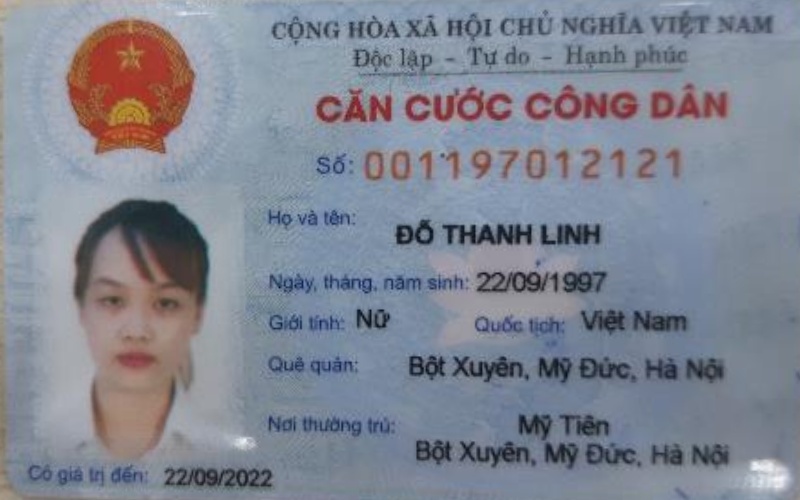 CỘNG HÒA XÃ HỘI CHỦ NGHĨA VIỆT NAM
Độc lập - Tự do - Hạnh phúc
CĂN CƯỚC CÔNG DÂN
Số: 001197012121
Họ và tên: ĐỖ THANH LINH
Ngày, tháng, năm sinh: 22/09/1997
Giới tính: Nữ Quốc tịch: Việt Nam
Quê quán: Bột Xuyên, Mỹ Đức, Hà Nội
Nơi thường trú: Mỹ Tiên
Bột Xuyên, Mỹ Đức, Hà Nội
Có giá trị đến: 22/09/2022